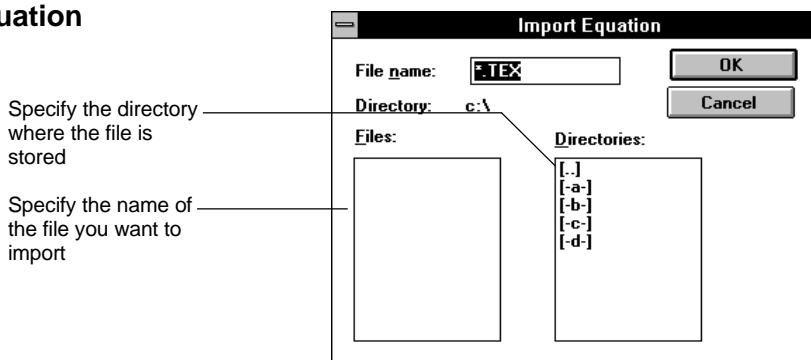 uation
Import Equation
File name: *.TEX
OK
Directory: c:\
Cancel
Files:
Directories:
[..]
[-a-]
[-b-]
[-c-]
[-d-]
Specify the directory
where the file is
stored
Specify the name of
the file you want to
import